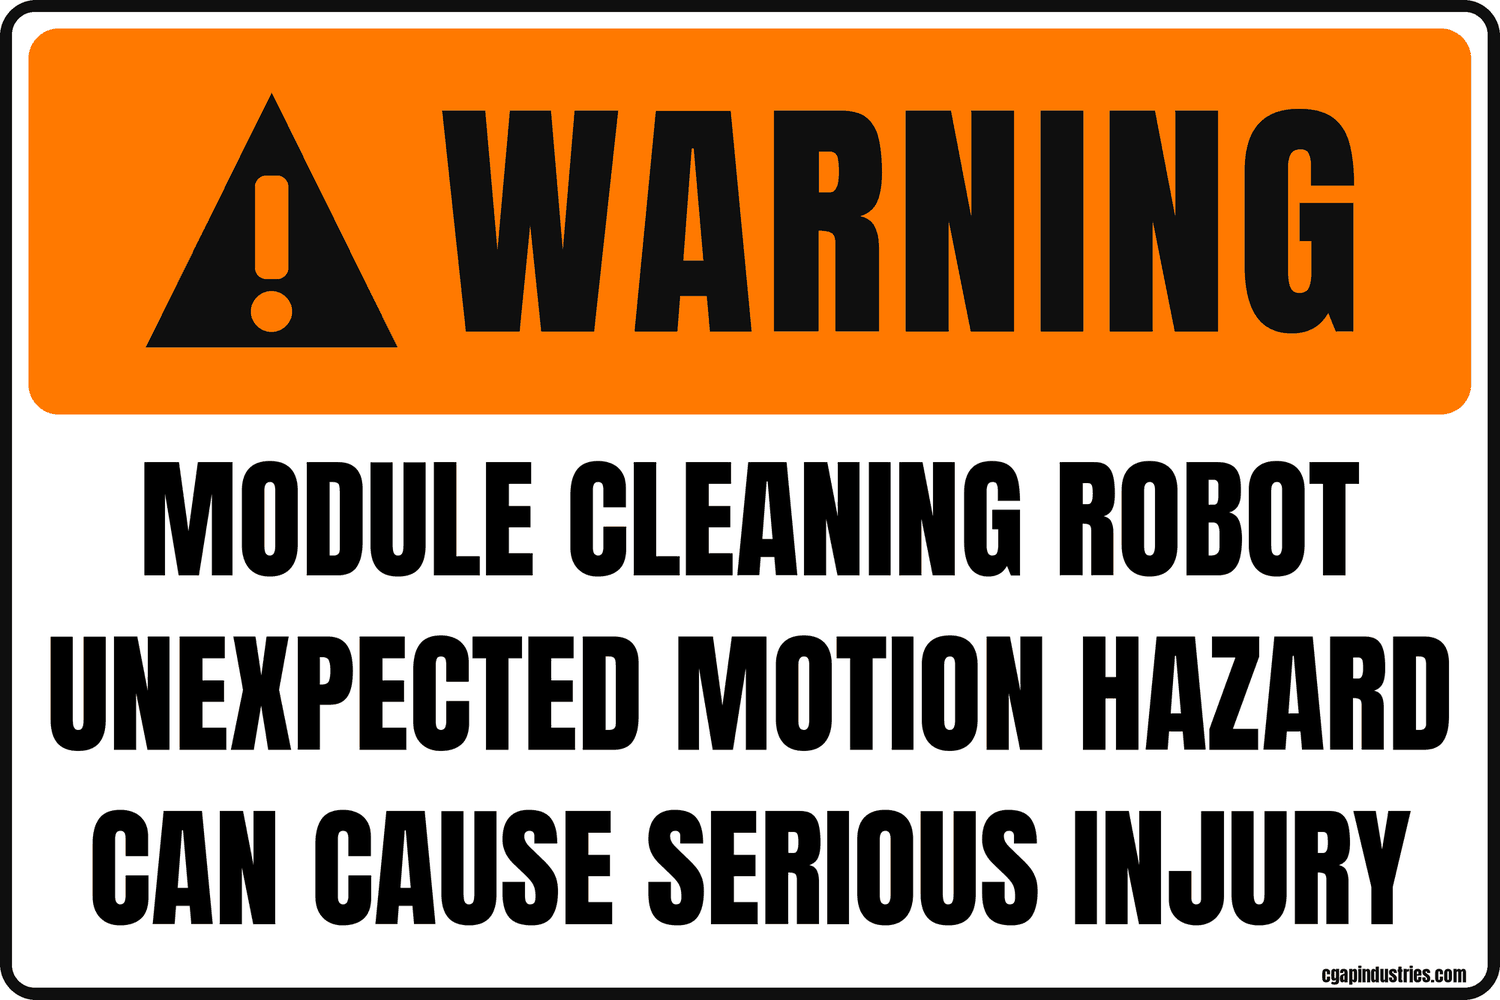 WARNING
MODULE CLEANING ROBOT
UNEXPECTED MOTION HAZARD
CAN CAUSE SERIOUS INJURY
cgapindustries.com